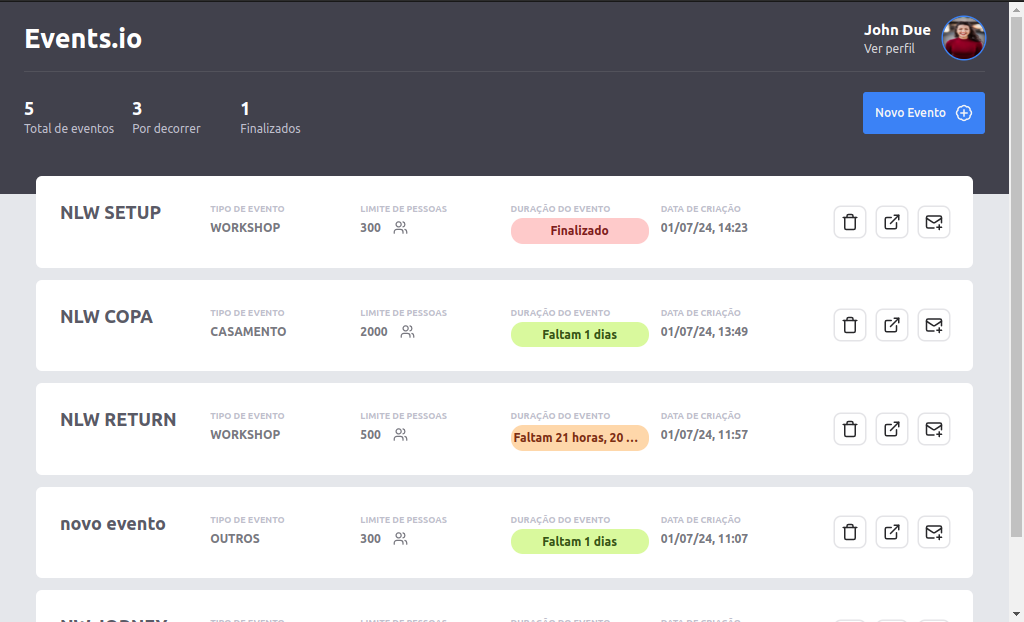 Events.io
John Due
Ver perfil
5
Total de eventos
3
Por decorrer
1
Finalizados
Novo Evento
NLW SETUP
TIPO DE EVENTO
WORKSHOP
LIMITE DE PESSOAS
300
DURAÇÃO DO EVENTO
Finalizado
DATA DE CRIAÇÃO
01/07/24, 14:23
NLW COPA
TIPO DE EVENTO
CASAMENTO
LIMITE DE PESSOAS
2000
DURAÇÃO DO EVENTO
Faltam 1 dias
DATA DE CRIAÇÃO
01/07/24, 13:49
NLW RETURN
TIPO DE EVENTO
WORKSHOP
LIMITE DE PESSOAS
500
DURAÇÃO DO EVENTO
Faltam 21 horas, 20 ...
DATA DE CRIAÇÃO
01/07/24, 11:57
novo evento
TIPO DE EVENTO
OUTROS
LIMITE DE PESSOAS
300
DURAÇÃO DO EVENTO
Faltam 1 dias
DATA DE CRIAÇÃO
01/07/24, 11:07
TIPO DE EVENTO
LIMITE DE PESSOAS
DURAÇÃO DO EVENTO
DATA DE CRIAÇÃO